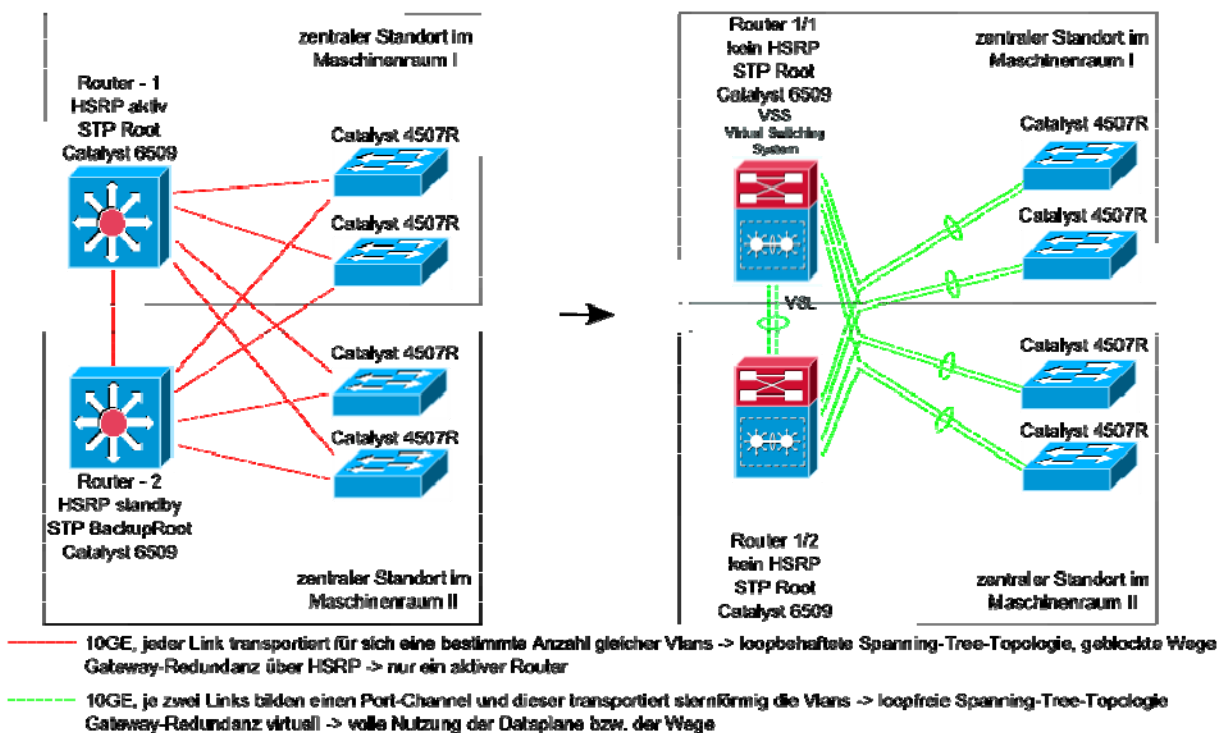 zentraler Standort im
Maschinenraum I
Router - 1
HSRP aktiv
STP Root
Catalyst 6509
Catalyst 4507R
Catalyst 4507R
Catalyst 4507R
Catalyst 4507R
Router - 2
HSRP standby
STP BackupRoot
Catalyst 6509
zentraler Standort im
Maschinenraum II
Router 1/1
kein HSRP
STP Root
Catalyst 6509
VSS
Virtual Switching
System
zentraler Standort im
Maschinenraum I
Catalyst 4507R
Catalyst 4507R
VSL
Catalyst 4507R
Catalyst 4507R
Router 1/2
kein HSRP
STP Root
Catalyst 6509
zentraler Standort im
Maschinenraum II
10GE, jeder Link transportiert für sich eine bestimmte Anzahl gleicher Vlans -> loopbehaftete Spanning-Tree-Topologie, geblockte Wege
Gateway-Redundanz über HSRP -> nur ein aktiver Router
10GE, je zwei Links bilden einen Port-Channel und dieser transportiert sternförmig die Vlans -> loopfreie Spanning-Tree-Topologie
Gateway-Redundanz virtuell -> volle Nutzung der Dataplane bzw. der Wege